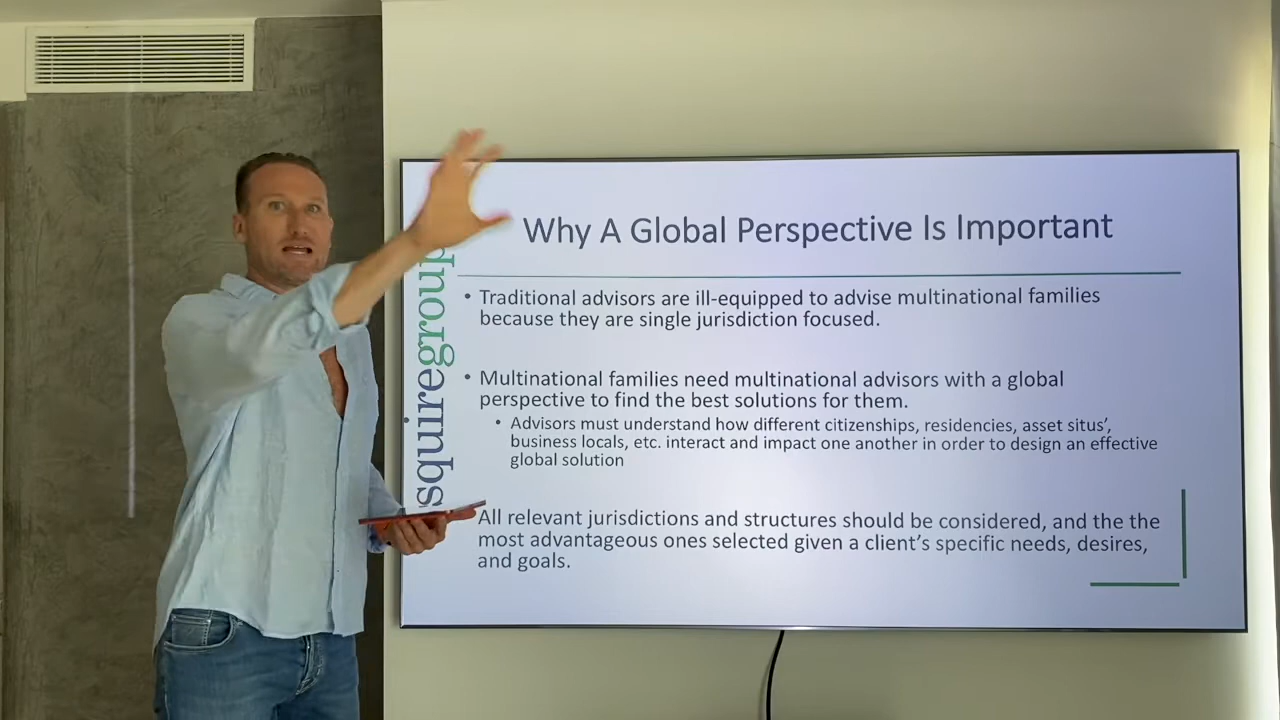 Why A Global Perspective Is Important
• Traditional advisors are ill-equipped to advise multinational families
because they are single jurisdiction focused.
• Multinational families need multinational advisors with a global
perspective to find the best solutions for them.
• Advisors must understand how different citizenships, residencies, asset situs’,
business locals, etc. interact and impact one another in order to design an effective
global solution
All relevant jurisdictions and structures should be considered, and the the
most advantageous ones selected given a client’s specific needs, desires,
and goals.
squiregroup